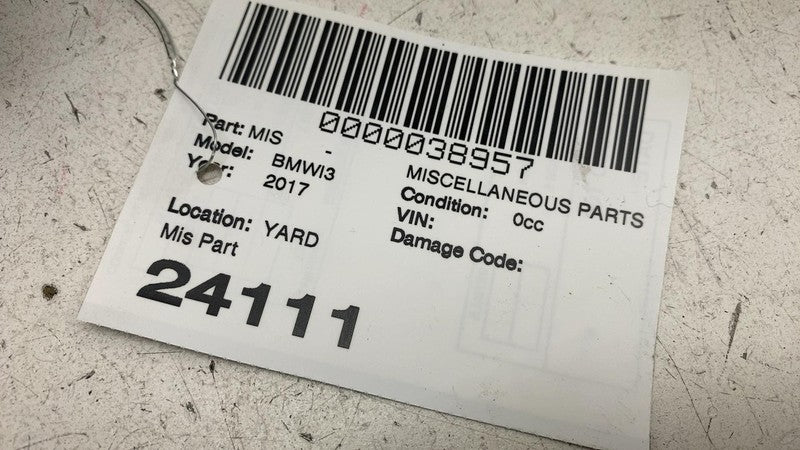 0000038957
Part: MIS -
MISCELLANEOUS PARTS
Model: BMWI3
Condition: 0cc
Year: 2017
VIN:
Damage Code:
Location: YARD
Mis Part
24111